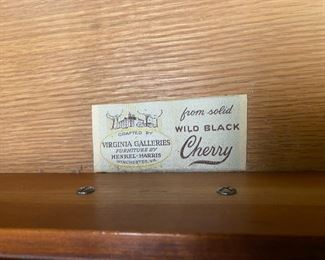 CRAFTED BY
VIRGINIA GALLERIES
FURNITURE BY
HENKEL-HARRIS
WINCHESTER, VA.
from solid
WILD BLACK
Cherry